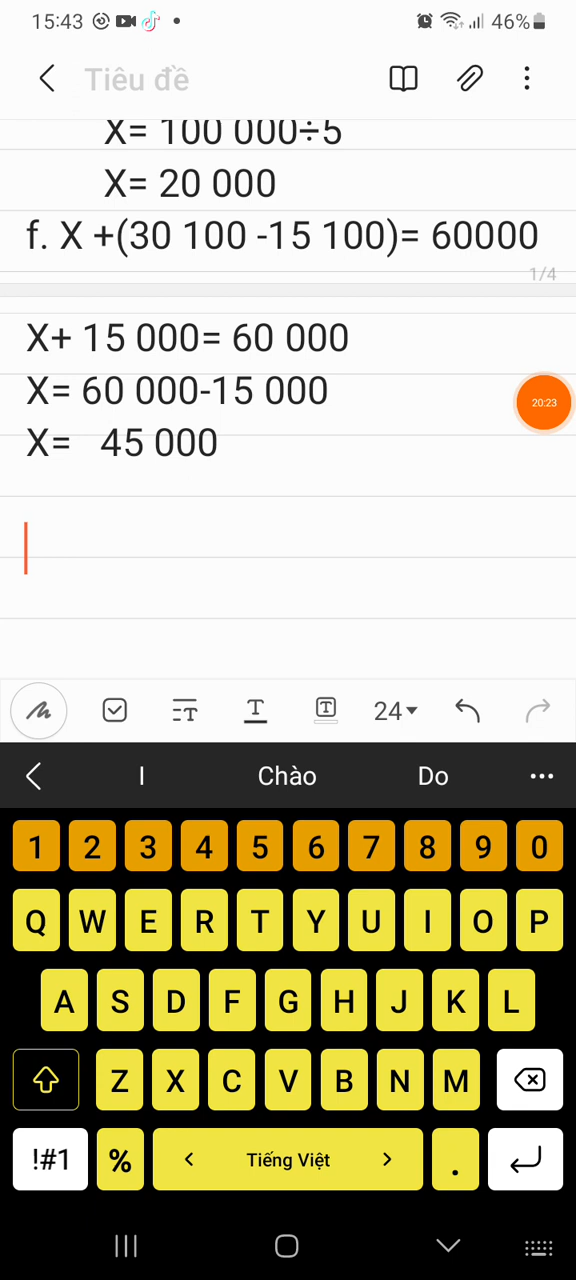 15:43 46%
Tiêu đề
X= 100 000÷5
X= 20 000
f. X +(30 100 -15 100)= 60000
1/4
X+ 15 000= 60 000
X= 60 000-15 000
20:23
X= 45 000
T T T 24
I Chào Do
1 2 3 4 5 6 7 8 9 0
Q W E R T Y U I O P
A S D F G H J K L
Z X C V B N M
!#1 % < Tiếng Việt > .